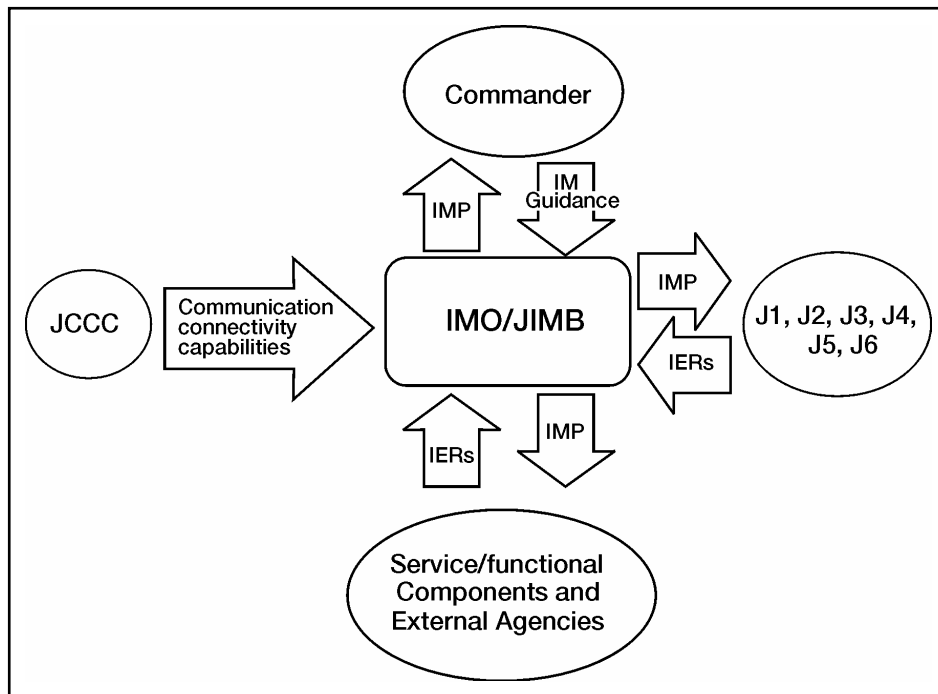 Commander
IMP
IM
Guidance
JCCC
Communication
connectivity
capabilities
IMO/JIMB
IMP
IERs
J1, J2, J3, J4,
J5, J6
IERs
IMP
Service/functional
Components and
External Agencies